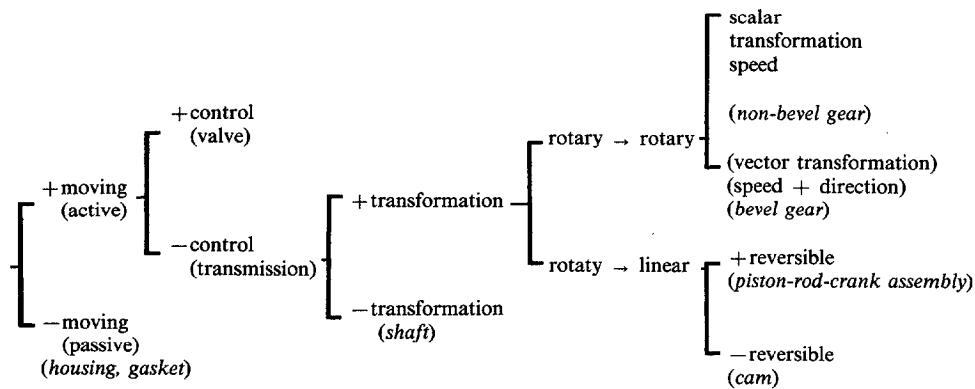 +moving
(active)
−moving
(passive)
(housing, gasket)
+control
(valve)
−control
(transmission)
+transformation
−transformation
(shaft)
rotary → rotary
rotaty → linear
scalar
transformation
speed
(non-bevel gear)
(vector transformation)
(speed + direction)
(bevel gear)
+reversible
(piston-rod-crank assembly)
−reversible
(cam)